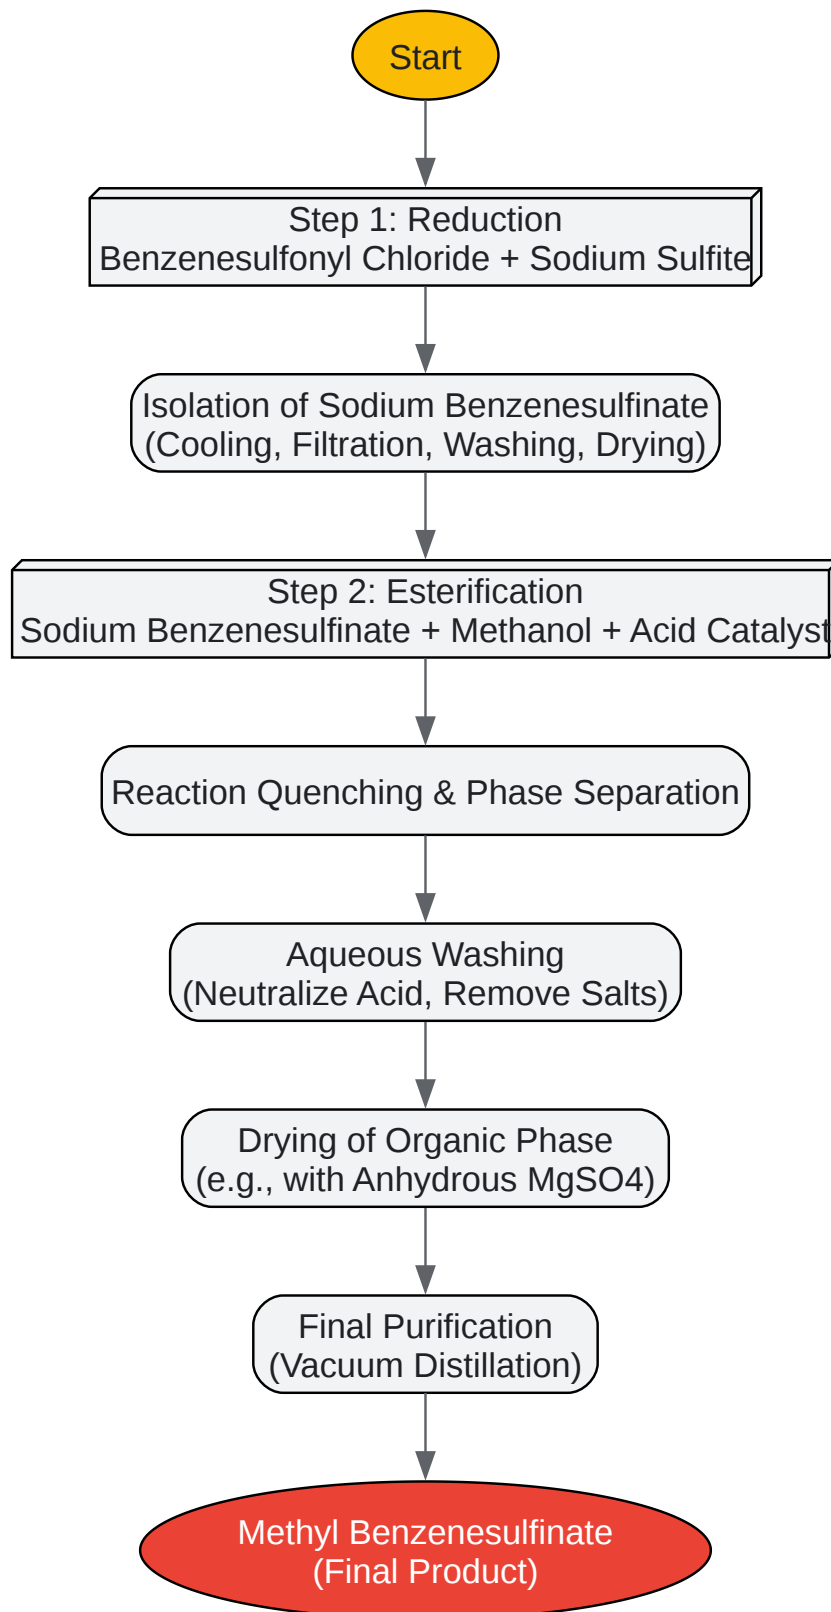 Start
Step 1: Reduction
Benzenesulfonyl Chloride + Sodium Sulfite
Isolation of Sodium Benzenesulfinate
(Cooling, Filtration, Washing, Drying)
Step 2: Esterification
Sodium Benzenesulfinate + Methanol + Acid Catalyst
Reaction Quenching & Phase Separation
Aqueous Washing
(Neutralize Acid, Remove Salts)
Drying of Organic Phase
(e.g., with Anhydrous MgSO4)
Final Purification
(Vacuum Distillation)
Methyl Benzenesulfinate
(Final Product)